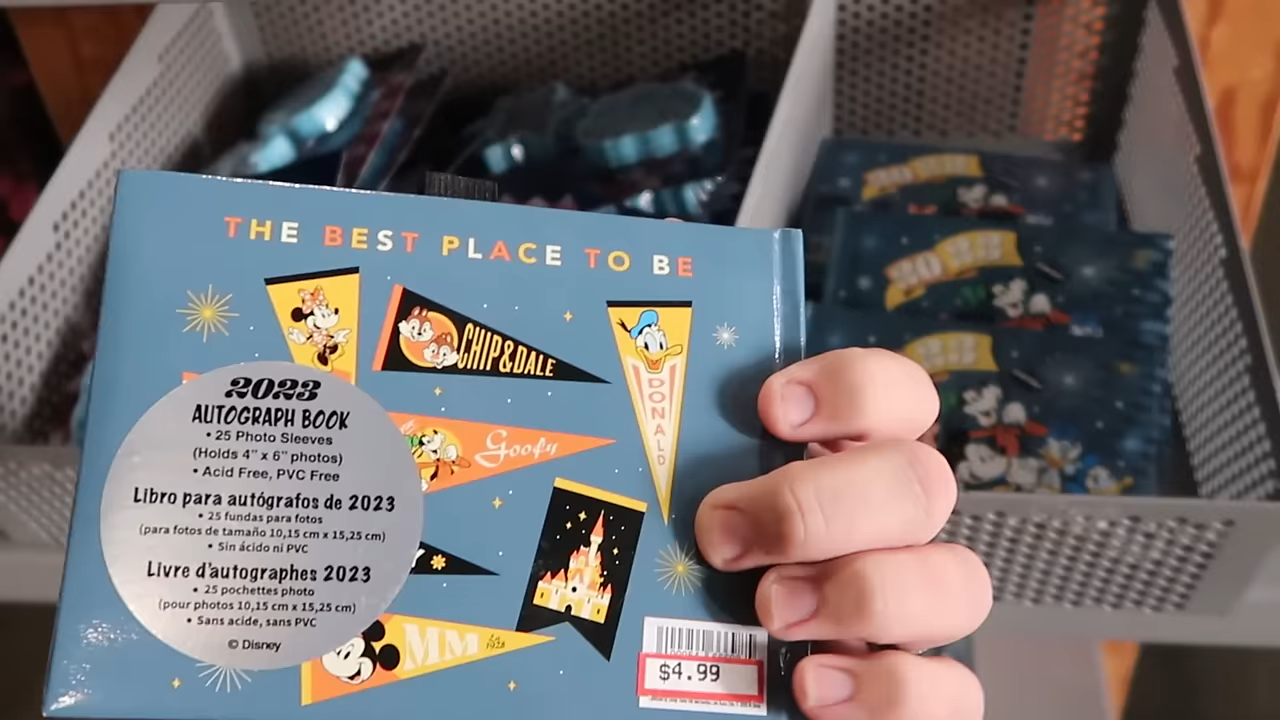 THE BEST PLACE TO BE
CHIP&DALE
DONALD
Goofy
2023
AUTOGRAPH BOOK
• 25 Photo Sleeves
(Holds 4" x 6" photos)
• Acid Free, PVC Free
Libro para autógrafos de 2023
• 25 fundas para fotos
(para fotos de tamaño 10,15 cm x 15,25 cm)
• Sin ácido ni PVC
Livre d'autographes 2023
• 25 pochettes photo
(pour photos 10,15 cm x 15,25 cm)
• Sans acide, sans PVC
© Disney
MM
1928
$4.99